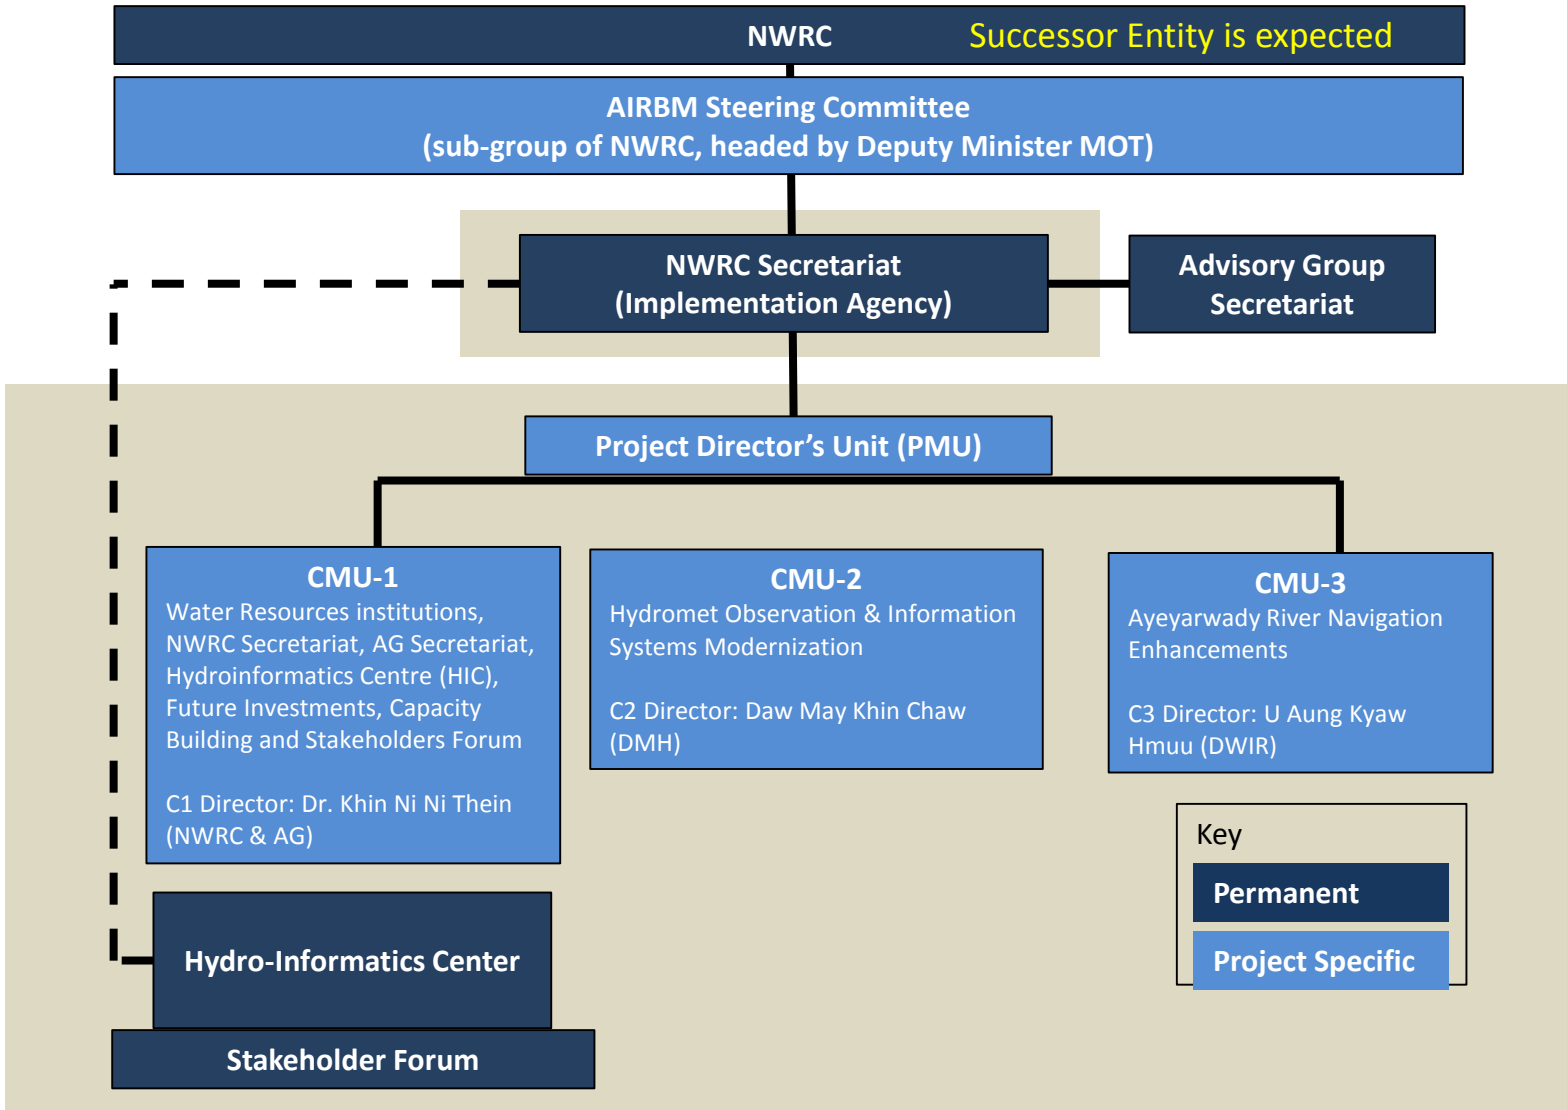 NWRC Successor Entity is expected
AIRBM Steering Committee
(sub-group of NWRC, headed by Deputy Minister MOT)
NWRC Secretariat
(Implementation Agency)
Advisory Group
Secretariat
Project Director’s Unit (PMU)
CMU-1
Water Resources institutions,
NWRC Secretariat, AG Secretariat,
Hydroinformatics Centre (HIC),
Future Investments, Capacity
Building and Stakeholders Forum
C1 Director: Dr. Khin Ni Ni Thein
(NWRC & AG)
CMU-2
Hydromet Observation & Information
Systems Modernization
C2 Director: Daw May Khin Chaw
(DMH)
CMU-3
Ayeyarwady River Navigation
Enhancements
C3 Director: U Aung Kyaw
Hmuu (DWIR)
Key
Permanent
Project Specific
Hydro-Informatics Center
Stakeholder Forum